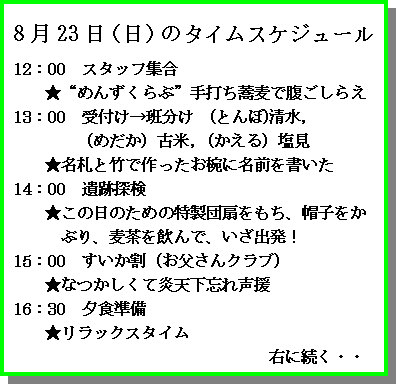 8月23日(日)のタイムスケジュール
12：00　スタッフ集合
★“めんずくらぶ”手打ち蕎麦で腹ごしらえ
13：00　受付け→班分け　(とんぼ)清水，
(めだか) 古米，(かえる) 塩見
★名札と竹で作ったお椀に名前を書いた
14：00　遺跡探検
★この日のための特製団扇をもち、帽子をか
ぶり、麦茶を飲んで、いざ出発！
15：00　すいか割（お父さんクラブ）
★なつかしくて炎天下忘れ声援
16：30　夕食準備
★リラックスタイム
右に続く・・